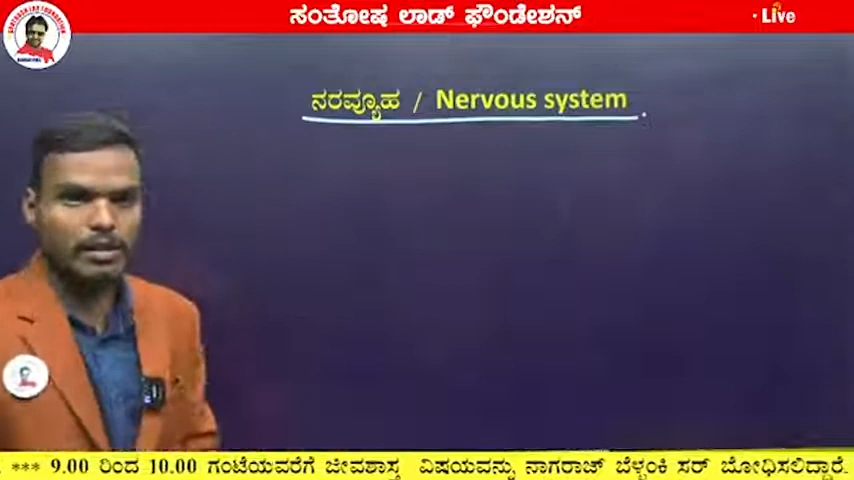 ಸಂತೋಷ ಲಾಡ್ ಫೌಂಡೇಶನ್
Live
ನರವ್ಯೂಹ / Nervous system
*** 9.00 ರಿಂದ 10.00 ಗಂಟೆಯವರೆಗೆ ಜೀವಶಾಸ್ತ್ರ ವಿಷಯವನ್ನು ನಾಗರಾಜ್ ಬೆಳ್ಳಂಕಿ ಸರ್ ಬೋಧಿಸಲಿದ್ದಾರೆ.